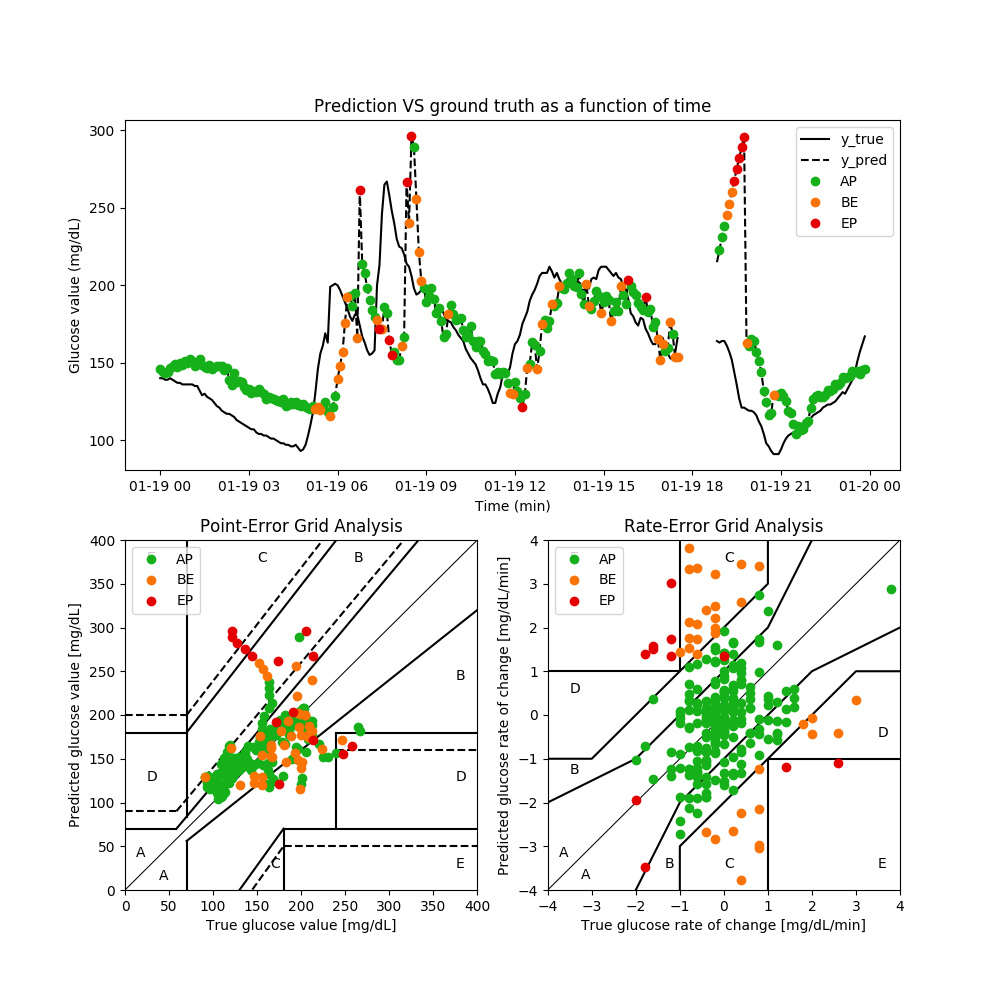 Prediction VS ground truth as a function of time
Glucose value (mg/dL)
300
250
200
150
100
y_true
y_pred
AP
BE
EP
01-19 00 01-19 03 01-19 06 01-19 09 01-19 12 01-19 15 01-19 18 01-19 21 01-20 00
Time (min)
Point-Error Grid Analysis
Predicted glucose value [mg/dL]
400
350
300
250
200
150
100
50
0
AP
BE
EP
C B
B
D D
A
A
C E
0 50 100 150 200 250 300 350 400
True glucose value [mg/dL]
Rate-Error Grid Analysis
Predicted glucose rate of change [mg/dL/min]
4
3
2
1
0
−1
−2
−3
−4
AP
BE
EP
C
D
D
B
A
A
B C E
−4 −3 −2 −1 0 1 2 3 4
True glucose rate of change [mg/dL/min]